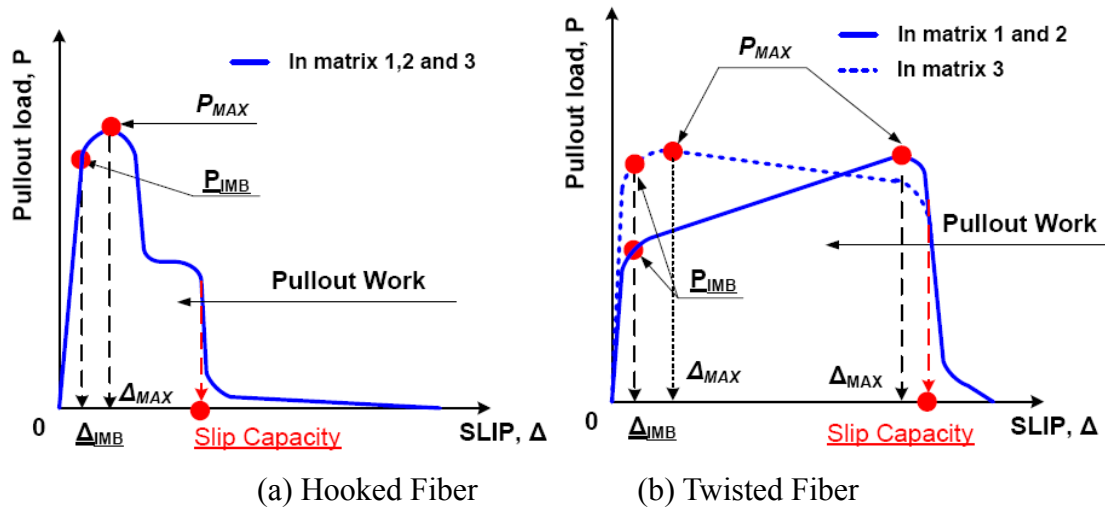 Pullout load, P
In matrix 1,2 and 3
P_MAX
P_IMB
Pullout Work
0
Δ_IMB
Δ_MAX
Slip Capacity
SLIP, Δ
(a) Hooked Fiber
Pullout load, P
In matrix 1 and 2
In matrix 3
P_MAX
Pullout Work
P_IMB
Δ_MAX
Δ_MAX
0
Δ_IMB
Slip Capacity
SLIP, Δ
(b) Twisted Fiber